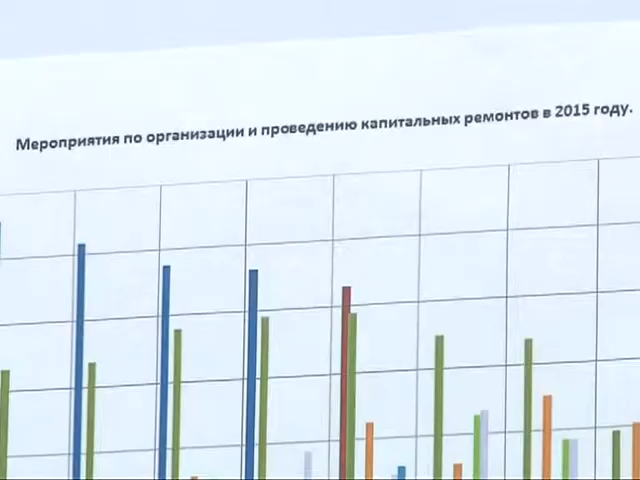 Мероприятия по организации и проведению капитальных ремонтов в 2015 году.